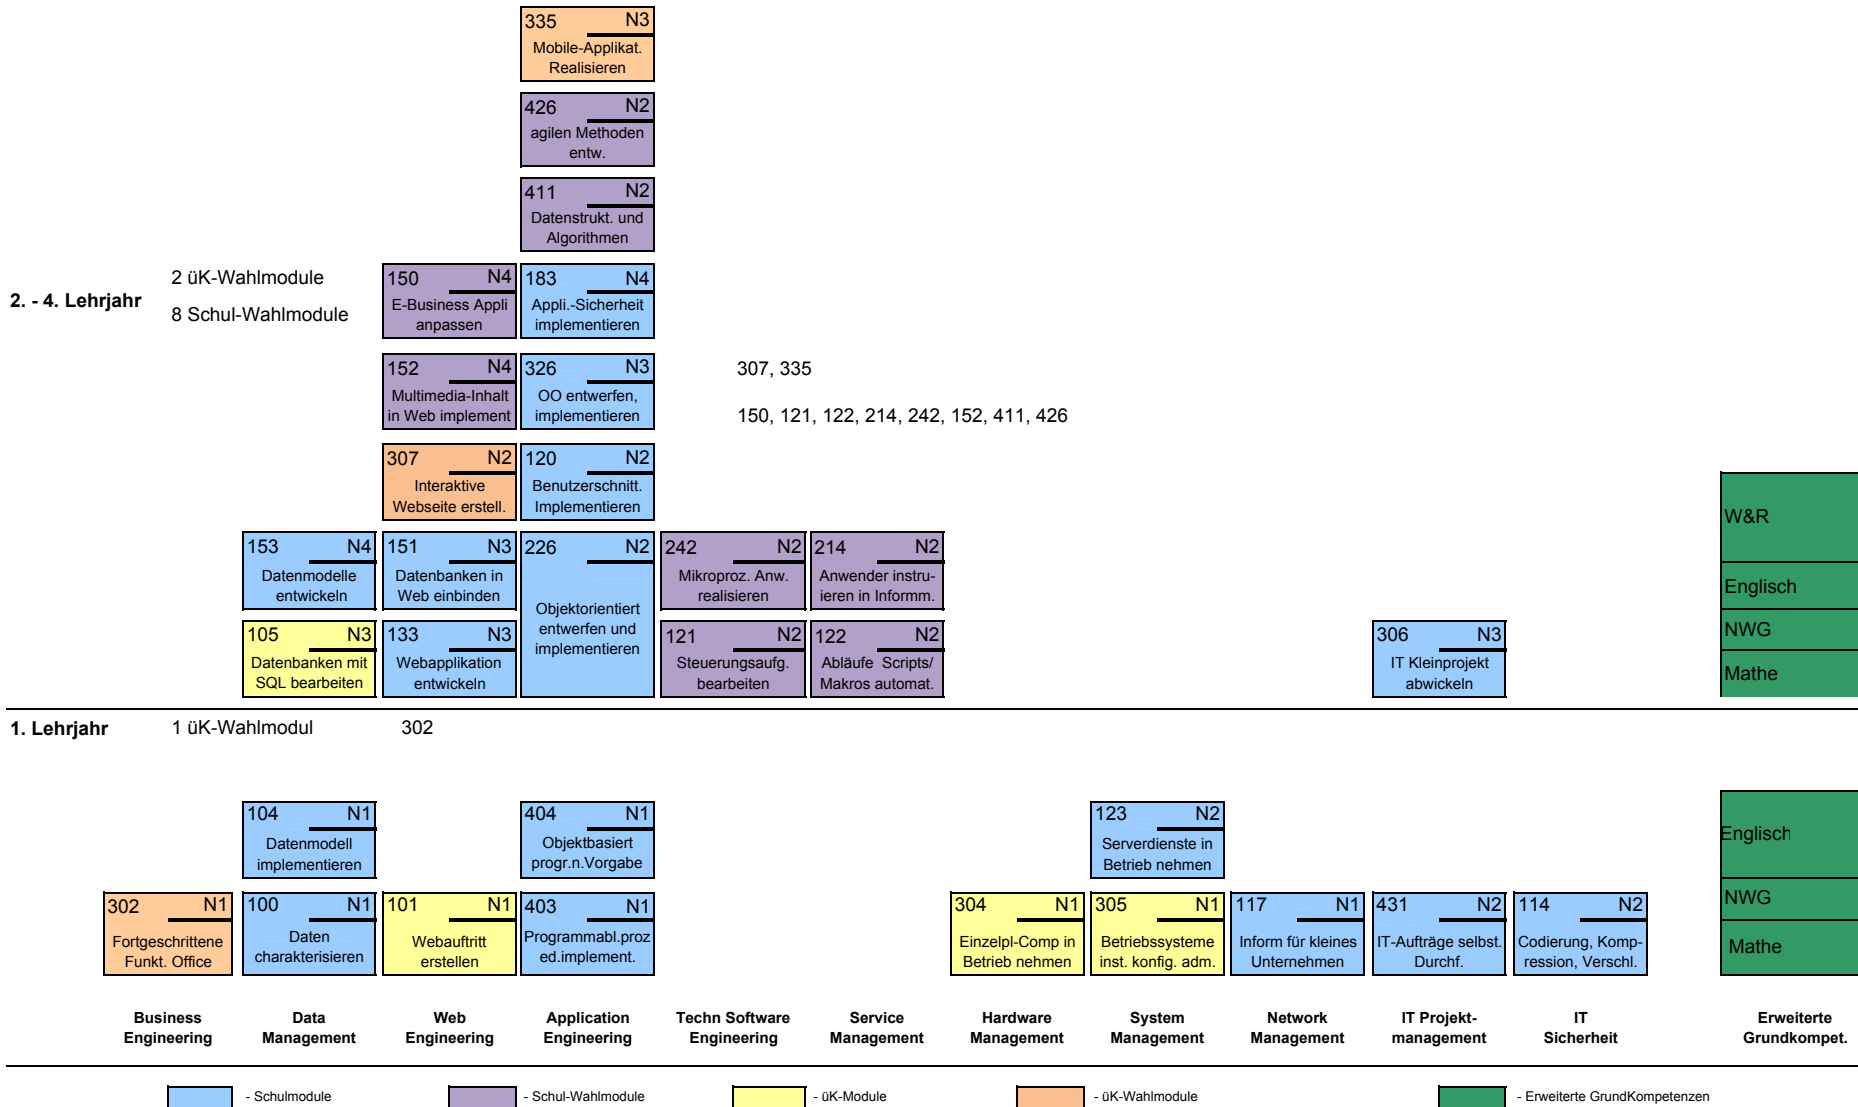 335 N3
Mobile-Applikat.
Realisieren
426 N2
agilen Methoden
entw.
411 N2
Datenstrukt. und
Algorithmen
2. - 4. Lehrjahr
2 üK-Wahlmodule
8 Schul-Wahlmodule
150 N4
E-Business Appli
anpassen
183 N4
Appli.-Sicherheit
implementieren
152 N4
Multimedia-Inhalt
in Web implement
326 N3
OO entwerfen,
implementieren
307, 335
150, 121, 122, 214, 242, 152, 411, 426
307 N2
Interaktive
Webseite erstell.
120 N2
Benutzerschnitt.
Implementieren
153 N4
Datenmodelle
entwickeln
151 N3
Datenbanken in
Web einbinden
226 N2
Objektorientiert
entwerfen und
implementieren
242 N2
Mikroproz. Anw.
realisieren
214 N2
Anwender instru-
ieren in Informm.
105 N3
Datenbanken mit
SQL bearbeiten
133 N3
Webapplikation
entwickeln
121 N2
Steuerungsaufg.
bearbeiten
122 N2
Abläufe Scripts/
Makros automat.
306 N3
IT Kleinprojekt
abwickeln
W&R
Englisch
NWG
Mathe
1. Lehrjahr
1 üK-Wahlmodul
302
104 N1
Datenmodell
implementieren
404 N1
Objektbasiert
progr.n.Vorgabe
123 N2
Serverdienste in
Betrieb nehmen
302 N1
Fortgeschrittene
Funkt. Office
100 N1
Daten
charakterisieren
101 N1
Webauftritt
erstellen
403 N1
Programmabl.proz
ed.implement.
304 N1
Einzelpl-Comp in
Betrieb nehmen
305 N1
Betriebssysteme
inst. konfig. adm.
117 N1
Inform für kleines
Unternehmen
431 N2
IT-Aufträge selbst.
Durchf.
114 N2
Codierung, Komp-
ression, Verschl.
Englisch
NWG
Mathe
Business
Engineering
Data
Management
Web
Engineering
Application
Engineering
Techn Software
Engineering
Service
Management
Hardware
Management
System
Management
Network
Management
IT Projekt-
management
IT
Sicherheit
Erweiterte
Grundkompet.
- Schulmodule
- Schul-Wahlmodule
- üK-Module
- üK-Wahlmodule
- Erweiterte GrundKompetenzen